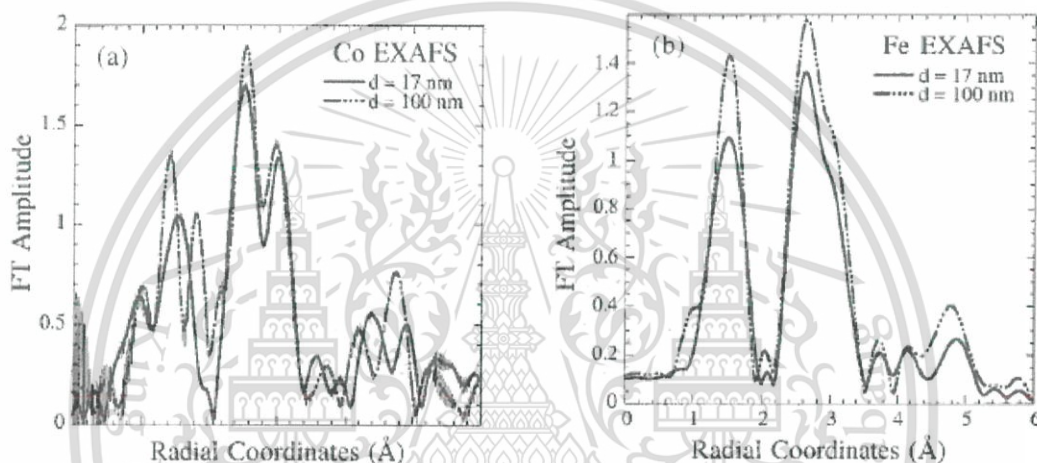 (a)
Co EXAFS
d = 17 nm
d = 100 nm
FT Amplitude
2
1.5
1
0.5
0
Radial Coordinates (Å)
(b)
Fe EXAFS
d = 17 nm
d = 100 nm
FT Amplitude
1.4
1.2
1
0.8
0.6
0.4
0.2
0
0 1 2 3 4 5 6
Radial Coordinates (Å)